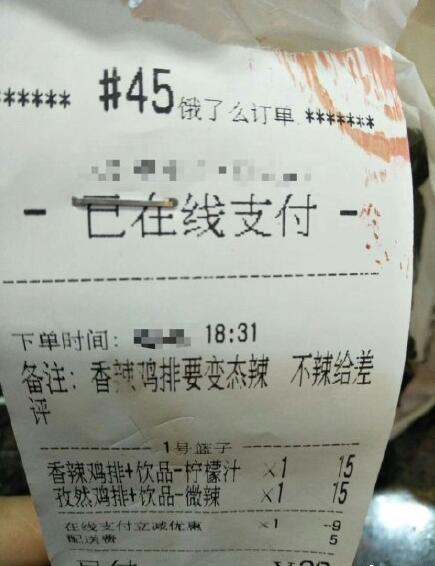 ****** #45 饿了么订单 *******
- 已在线支付 -
下单时间: 18:31
备注: 香辣鸡排要变态辣 不辣给差
评
1号篮子
香辣鸡排+饮品-柠檬汁 x1 15
孜然鸡排+饮品-微辣 x1 15
在线支付立减优惠 x1 -9
配送费 5